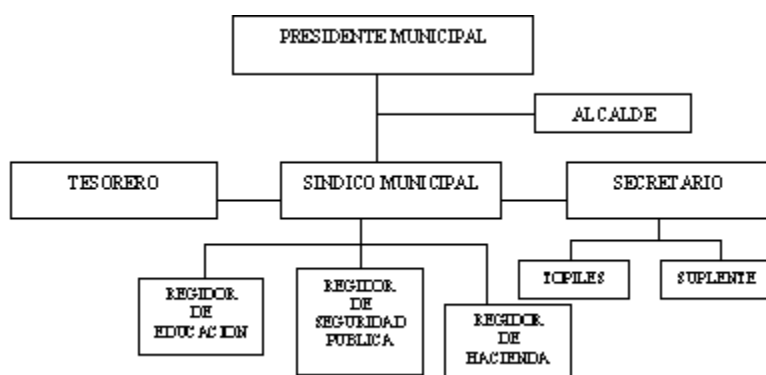 PRESIDENTE MUNICIPAL
ALCALDE
TESORERO
SINDICO MUNICIPAL
SECRETARIO
TOPILES
SUPLENTE
REGIDOR
DE
EDUCACION
REGIDOR
DE
SEGURIDAD
PUBLICA
REGIDOR
DE
HACIENDA